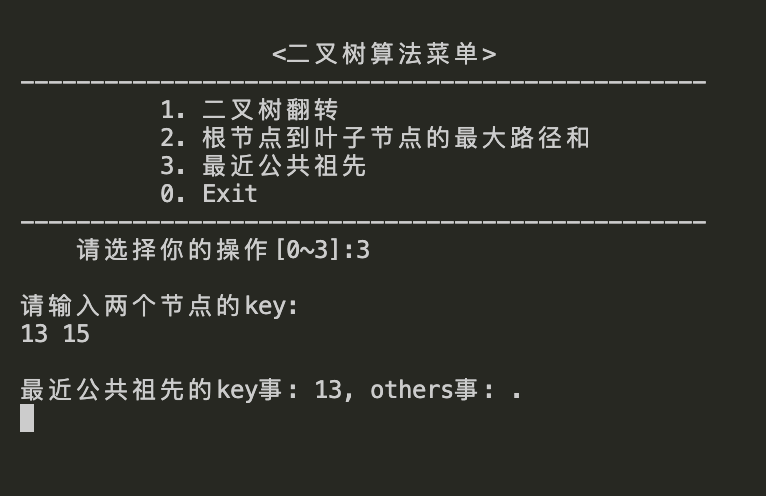 <二叉树算法菜单>
-------------------------------------------------
1. 二叉树翻转
2. 根节点到叶子节点的最大路径和
3. 最近公共祖先
0. Exit
-------------------------------------------------
请选择你的操作[0~3]:3
请输入两个节点的key:
13 15
最近公共祖先的key事: 13, others事: .